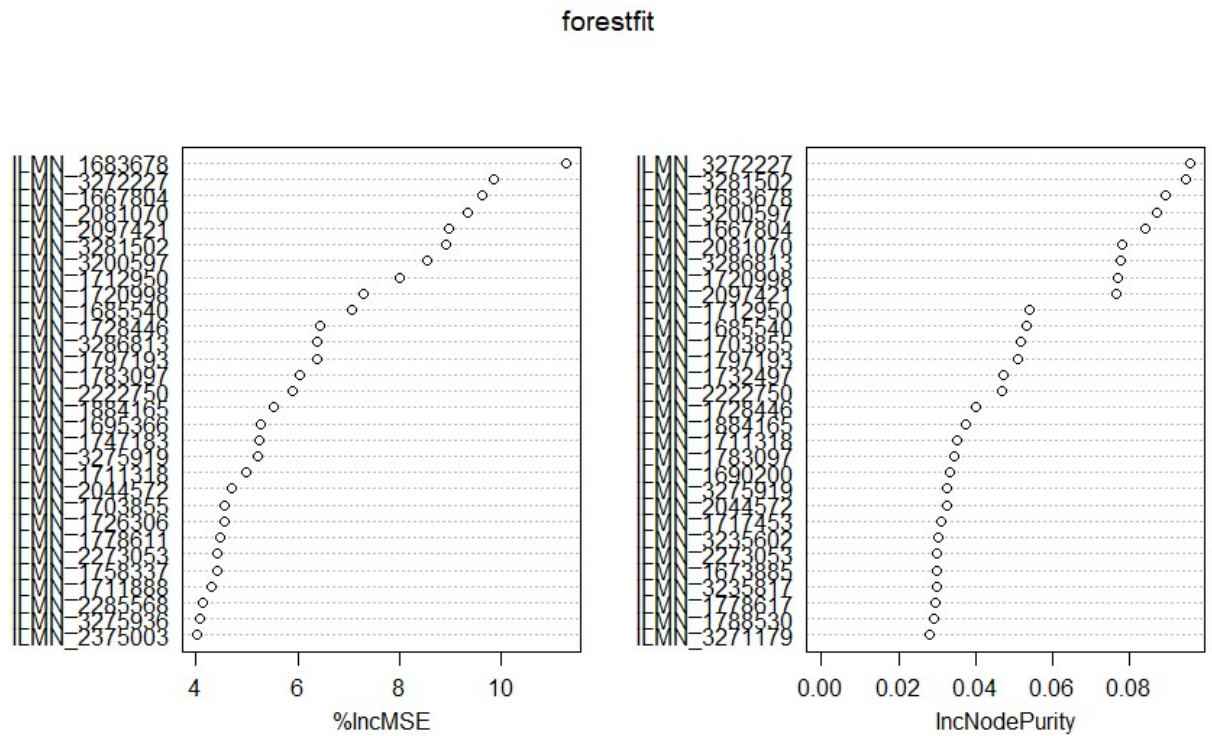 forestfit
ILMN_1683678
ILMN_3272227
ILMN_1667804
ILMN_2081070
ILMN_2097421
ILMN_3281502
ILMN_3200597
ILMN_1712950
ILMN_1720998
ILMN_1685540
ILMN_1728446
ILMN_3286813
ILMN_1797193
ILMN_1783097
ILMN_2222750
ILMN_1884165
ILMN_1695366
ILMN_1747183
ILMN_3275919
ILMN_1711318
ILMN_2044572
ILMN_1703855
ILMN_1726306
ILMN_1778611
ILMN_2273053
ILMN_1758337
ILMN_1711888
ILMN_2285568
ILMN_3275936
ILMN_2375003
4 6 8 10
%IncMSE
ILMN_3272227
ILMN_3281502
ILMN_1683678
ILMN_3200597
ILMN_1667804
ILMN_2081070
ILMN_3286813
ILMN_1720998
ILMN_2097421
ILMN_1712950
ILMN_1685540
ILMN_1703855
ILMN_1797193
ILMN_1732497
ILMN_2222750
ILMN_1728446
ILMN_1884165
ILMN_1711318
ILMN_1783097
ILMN_1690200
ILMN_3275919
ILMN_2044572
ILMN_1717453
ILMN_3235602
ILMN_2273053
ILMN_1673885
ILMN_3235817
ILMN_1778617
ILMN_1788530
ILMN_3271179
0.00 0.02 0.04 0.06 0.08
IncNodePurity